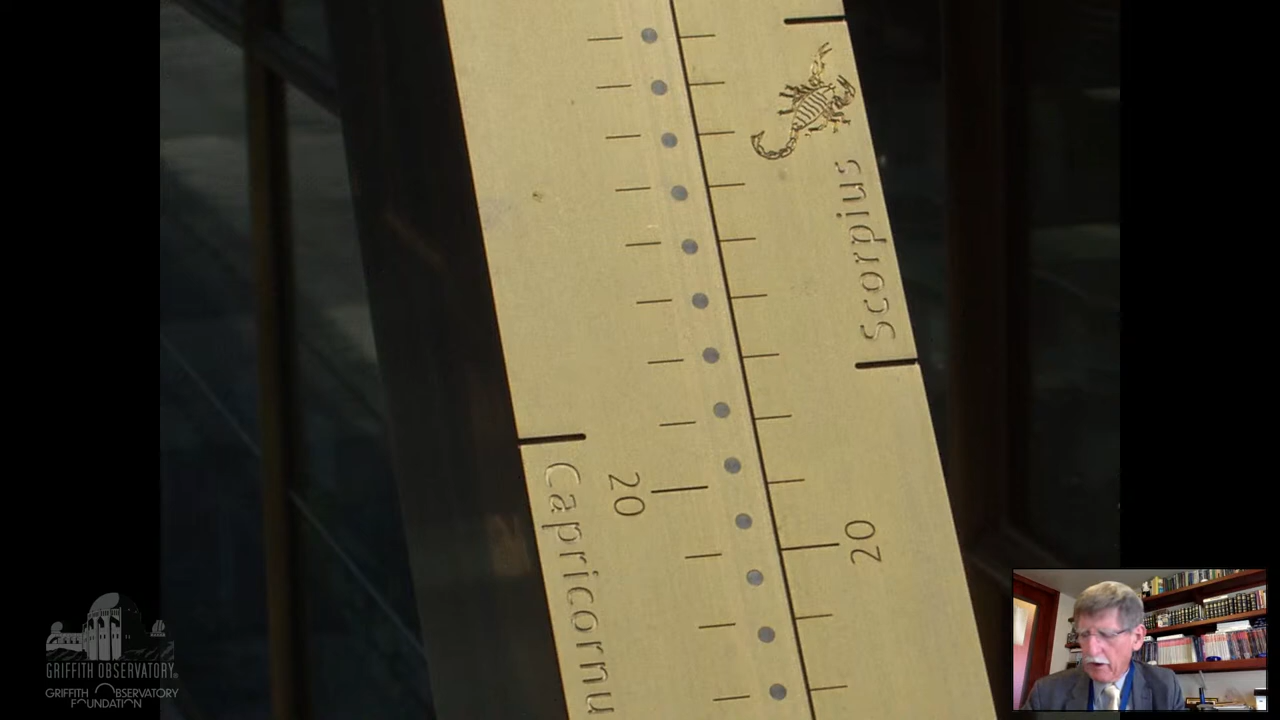 Scorpius
20
Capricornu
20
GRIFFITH OBSERVATORY
GRIFFITH OBSERVATORY
FOUNDATION